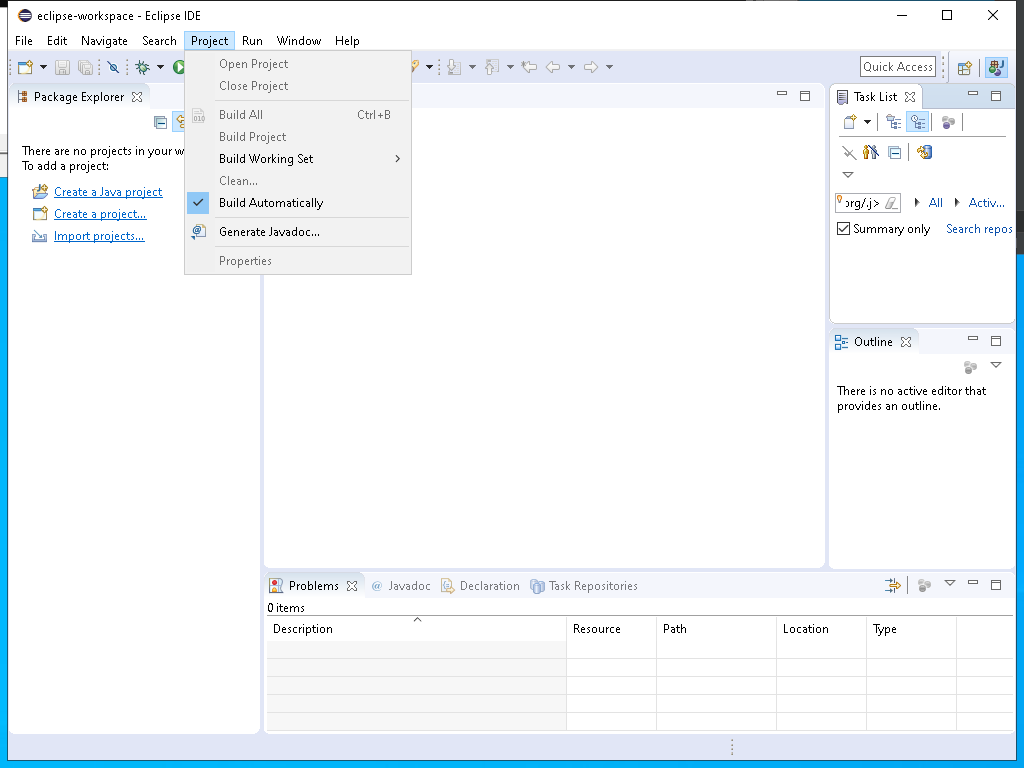 eclipse-workspace - Eclipse IDE
File Edit Navigate Search Project Run Window Help
Quick Access
Open Project
Close Project
Build All Ctrl+B
Build Project
Build Working Set
Clean...
Build Automatically
Generate Javadoc...
Properties
Package Explorer
There are no projects in your w
To add a project:
Create a Java project
Create a project...
Import projects...
Task List
org/.j> All Activ...
Summary only Search repos
Outline
There is no active editor that
provides an outline.
Problems @ Javadoc Declaration Task Repositories
0 items
Description Resource Path Location Type